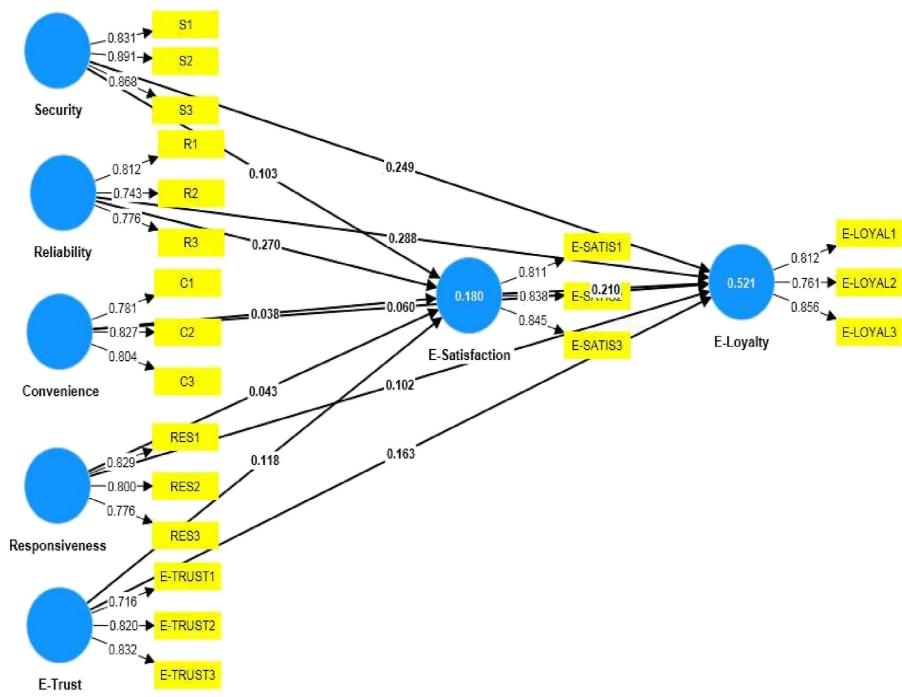 S1
0.831
S2
0.891
0.868
S3
Security
R1
0.812
R2
0.743
0.776
R3
Reliability
C1
0.781
C2
0.827
0.804
C3
Convenience
RES1
0.829
RES2
0.800
0.776
RES3
Responsiveness
E-TRUST1
0.716
E-TRUST2
0.820
0.832
E-TRUST3
E-Trust
0.103
0.249
0.270
0.288
0.038
0.060
0.043
0.102
0.118
0.163
0.180
E-Satisfaction
E-SATIS1
0.811
E-SATIS2
0.838
0.210
0.845
E-SATIS3
0.521
E-Loyalty
E-LOYAL1
0.812
E-LOYAL2
0.761
0.856
E-LOYAL3